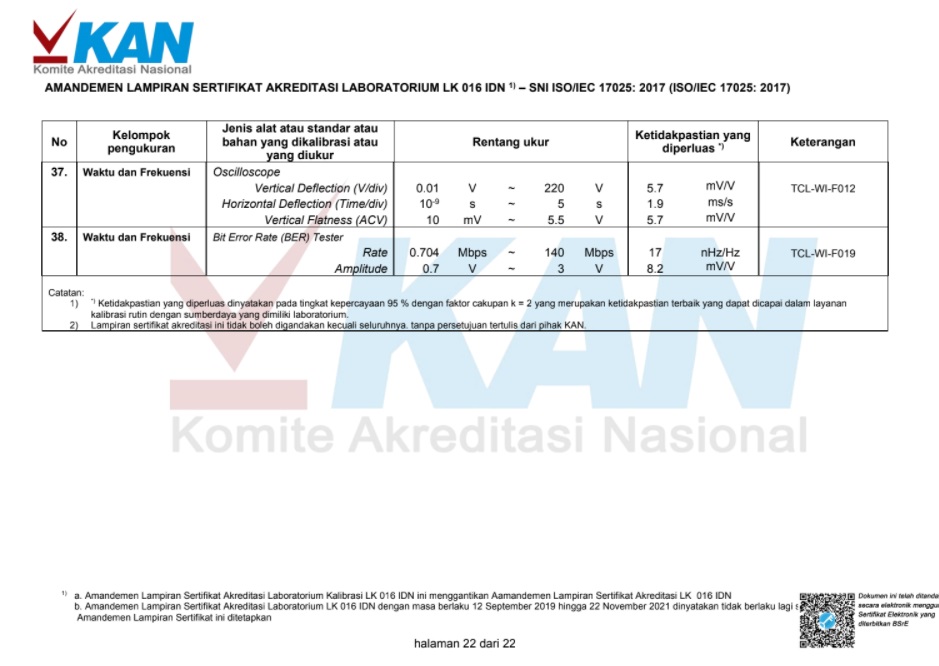 KAN
Komite Akreditasi Nasional
AMANDEMEN LAMPIRAN SERTIFIKAT AKREDITASI LABORATORIUM LK 016 IDN 1) – SNI ISO/IEC 17025: 2017 (ISO/IEC 17025: 2017)
No Kelompok pengukuran Jenis alat atau standar atau bahan yang dikalibrasi atau yang diukur Rentang ukur Ketidakpastian yang diperluas *) Keterangan
37. Waktu dan Frekuensi Oscilloscope
Vertical Deflection (V/div) 0.01 V ~ 220 V 5.7 mV/V TCL-WI-F012
Horizontal Deflection (Time/div) 10-9 s ~ 5 s 1.9 ms/s
Vertical Flatness (ACV) 10 mV ~ 5.5 V 5.7 mV/V
38. Waktu dan Frekuensi Bit Error Rate (BER) Tester
Rate 0.704 Mbps ~ 140 Mbps 17 nHz/Hz TCL-WI-F019
Amplitude 0.7 V ~ 3 V 8.2 mV/V
Catatan:
1) *) Ketidakpastian yang diperluas dinyatakan pada tingkat kepercayaan 95 % dengan faktor cakupan k = 2 yang merupakan ketidakpastian terbaik yang dapat dicapai dalam layanan
kalibrasi rutin dengan sumberdaya yang dimiliki laboratorium.
2) Lampiran sertifikat akreditasi ini tidak boleh digandakan kecuali seluruhnya. tanpa persetujuan tertulis dari pihak KAN.
KAN
Komite Akreditasi Nasional
1) a. Amandemen Lampiran Sertifikat Akreditasi Laboratorium Kalibrasi LK 016 IDN ini menggantikan Aamandemen Lampiran Sertifikat Akreditasi LK 016 IDN
b. Amandemen Lampiran Sertifikat Akreditasi Laboratorium LK 016 IDN dengan masa berlaku 12 September 2019 hingga 22 November 2021 dinyatakan tidak berlaku lagi s
Amandemen Lampiran Sertifikat ini ditetapkan
Dokumen ini telah ditanda
secara elektronik menggu
Sertifikat Elektronik yang
diterbitkan BSrE
halaman 22 dari 22